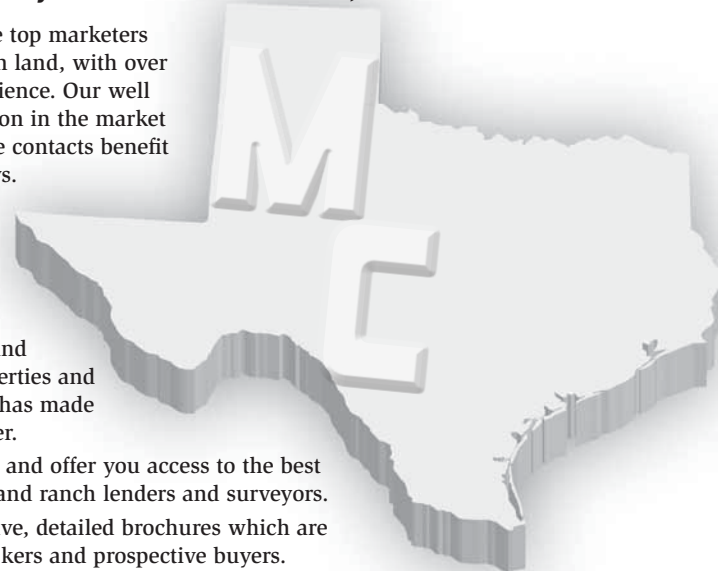 top marketers
land, with over
ience. Our well
on in the market
contacts benefit
s.
M
C
nd
erties and
has made
er.
and offer you access to the best
and ranch lenders and surveyors.
ve, detailed brochures which are
kers and prospective buyers.